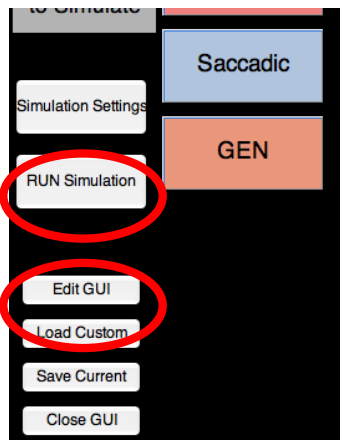 to Simulate
Saccadic
Simulation Settings
GEN
RUN Simulation
Edit GUI
Load Custom
Save Current
Close GUI